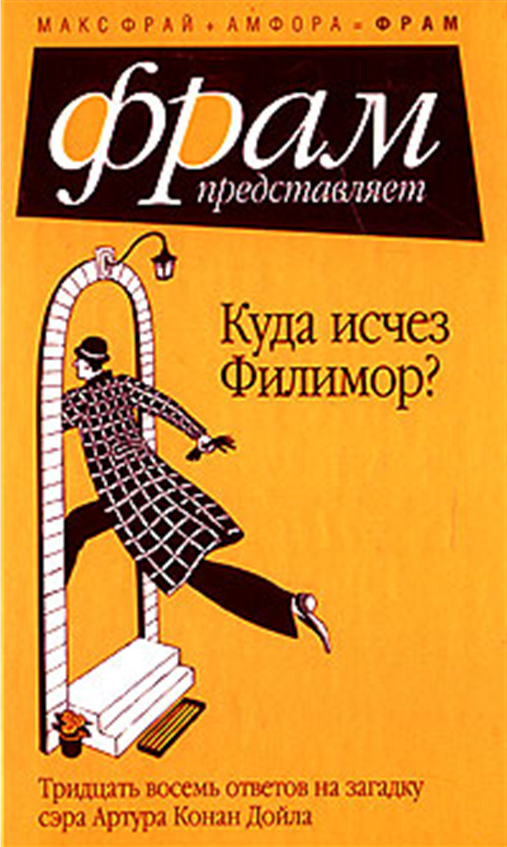 МАКС ФРАЙ + АМФОРА = ФРАМ
фрам
представляет
Куда исчез
Филимор?
Тридцать восемь ответов на загадку
сэра Артура Конан Дойла